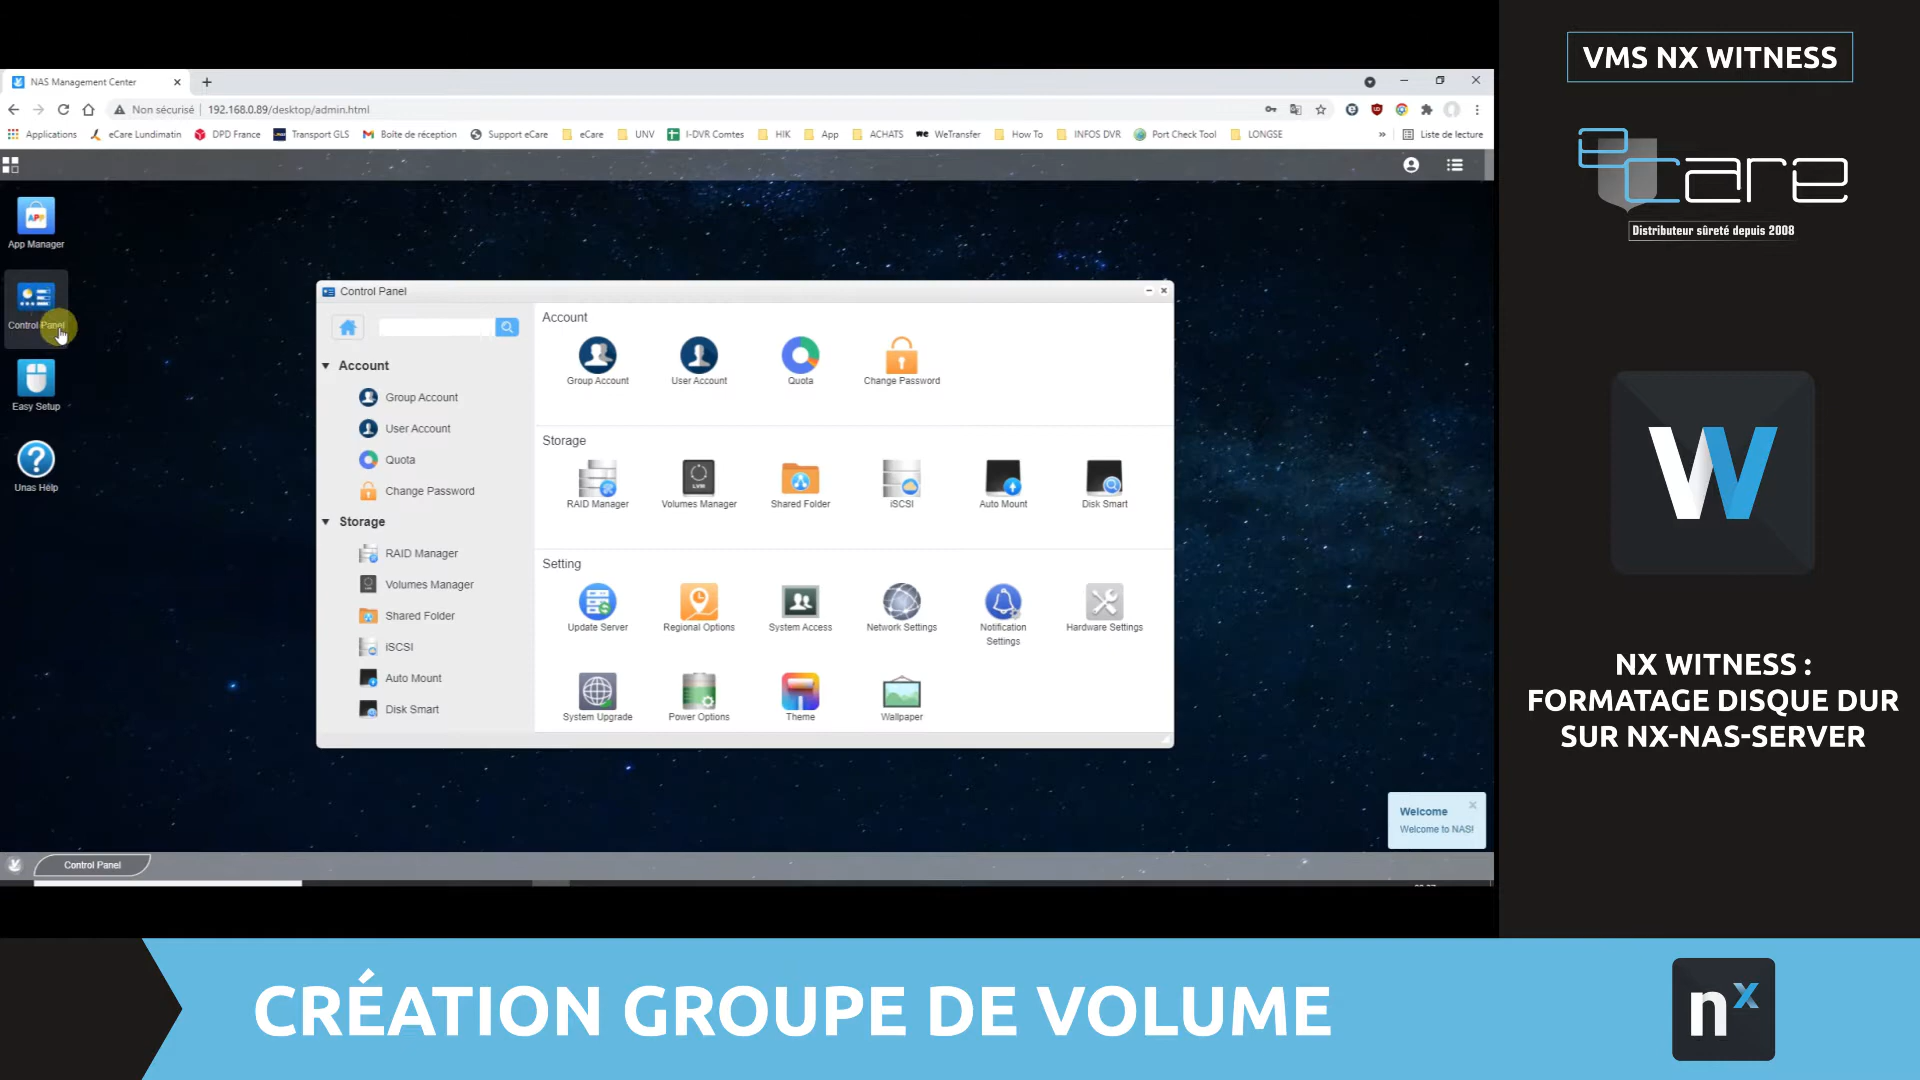 NAS Management Center
Non sécurisé
192.168.0.89/desktop/admin.html
Applications
eCare Lundimatin
DPD France
Transport GLS
Boîte de réception
Support eCare
eCare
UNV
I-DVR Comtes
HIK
App
ACHATS
WeTransfer
How To
INFOS DVR
Port Check Tool
LONGSE
»
Liste de lecture
APP
App Manager
Control Panel
Easy Setup
?
Unas Help
Control Panel
Account
Group Account
User Account
Quota
Change Password
Storage
RAID Manager
Volumes Manager
Shared Folder
iSCSI
Auto Mount
Disk Smart
Account
Group Account
User Account
Quota
Change Password
Storage
LVM
RAID Manager
Volumes Manager
Shared Folder
iSCSI
Auto Mount
Disk Smart
Setting
Update Server
Regional Options
System Access
Network Settings
Notification
Settings
Hardware Settings
System Upgrade
Power Options
Theme
Wallpaper
Welcome
Welcome to NAS!
Control Panel
VMS NX WITNESS
eCare
Distributeur sûreté depuis 2008
W
NX WITNESS :
FORMATAGE DISQUE DUR
SUR NX-NAS-SERVER
CRÉATION GROUPE DE VOLUME
nx